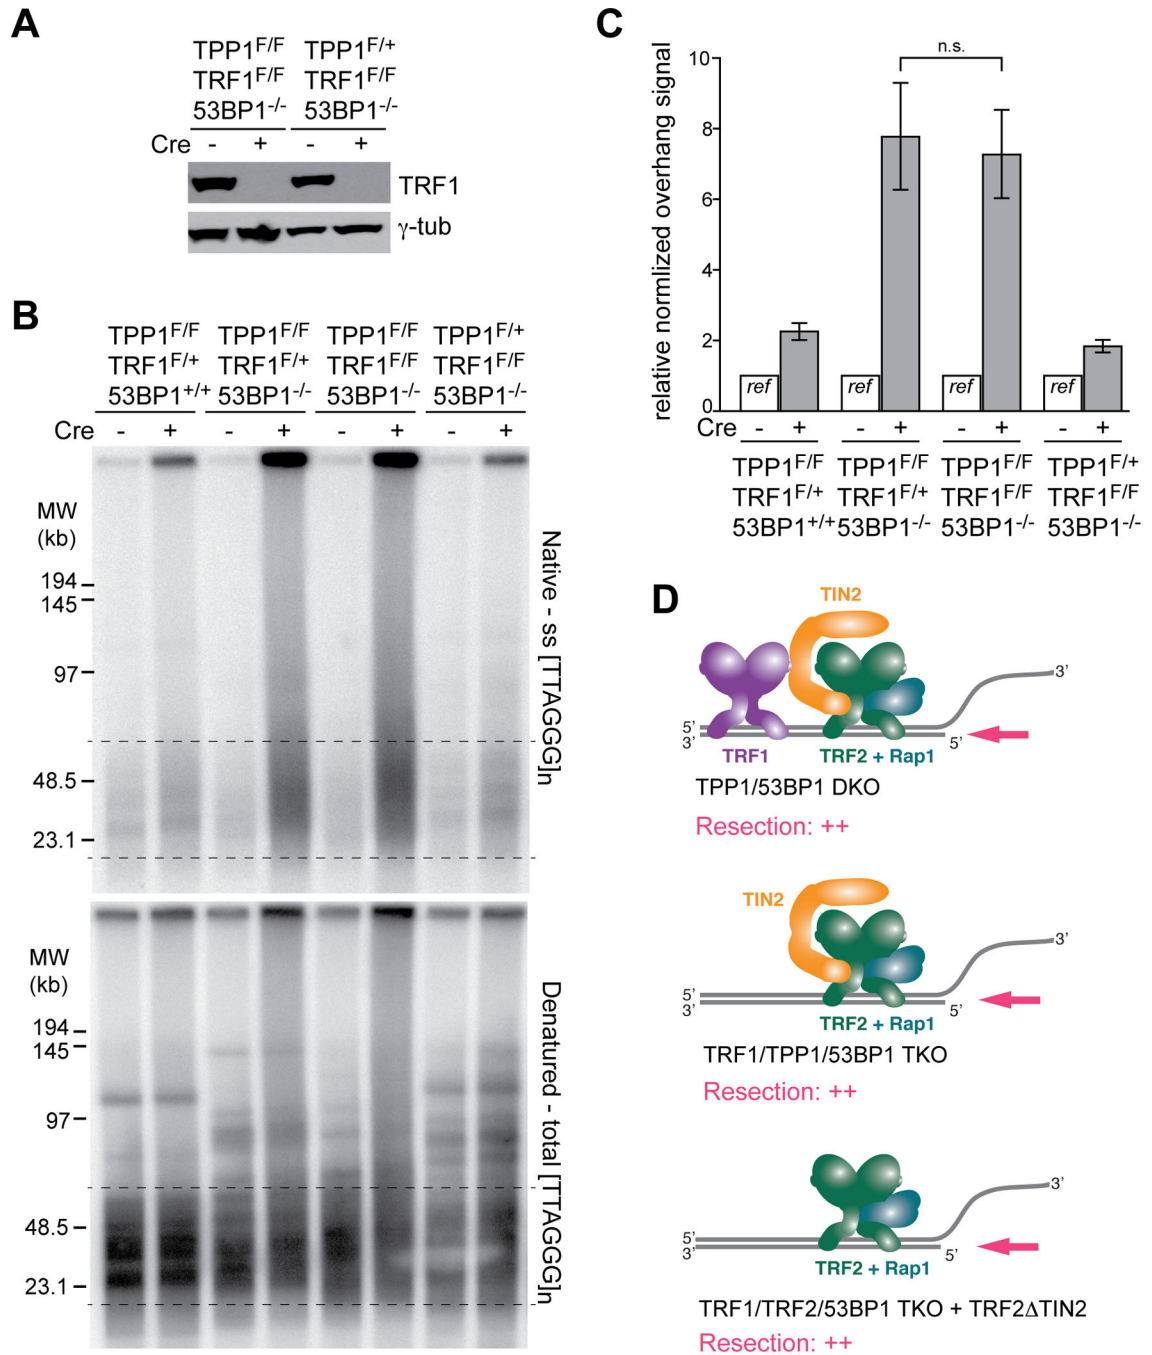 A
TPP1F/F TPP1F/+
TRF1F/F TRF1F/F
53BP1-/- 53BP1-/-
Cre - + - +
TRF1
γ-tub
B
TPP1F/F TPP1F/F TPP1F/F TPP1F/+
TRF1F/+ TRF1F/+ TRF1F/F TRF1F/F
53BP1+/+ 53BP1-/- 53BP1-/- 53BP1-/-
Cre - + - + - + - +
MW
(kb)
194
145
97
48.5
23.1
Native - ss [TTAGGG]n
MW
(kb)
194
145
97
48.5
23.1
Denatured - total [TTAGGG]n
C
relative normlized overhang signal
n.s.
10
8
6
4
2
0
ref ref ref ref
Cre - + - + - + - +
TPP1F/F TPP1F/F TPP1F/F TPP1F/+
TRF1F/+ TRF1F/+ TRF1F/F TRF1F/F
53BP1+/+ 53BP1-/- 53BP1-/- 53BP1-/-
D
TIN2
3’
5’
3’
5’
TRF1 TRF2 + Rap1
TPP1/53BP1 DKO
Resection: ++
TIN2
3’
5’
3’
5’
TRF2 + Rap1
TRF1/TPP1/53BP1 TKO
Resection: ++
3’
5’
3’
5’
TRF2 + Rap1
TRF1/TRF2/53BP1 TKO + TRF2ΔTIN2
Resection: ++